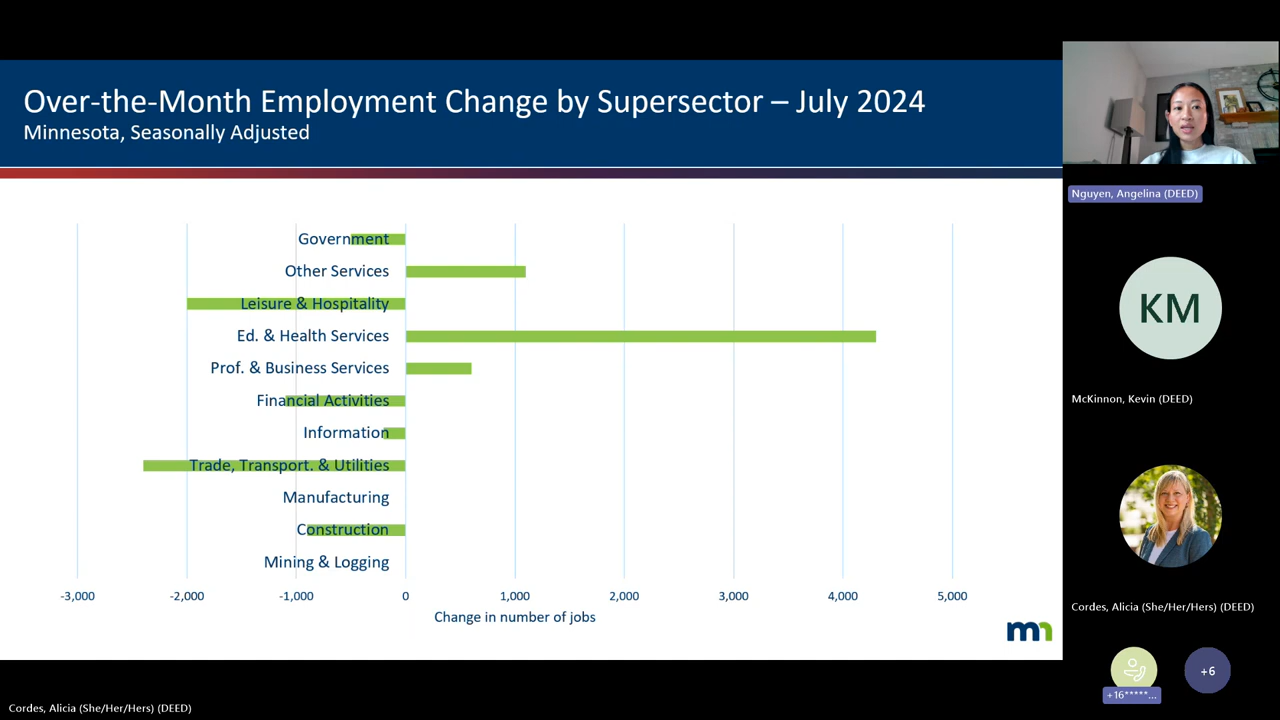 Over-the-Month Employment Change by Supersector – July 2024
Minnesota, Seasonally Adjusted
Government
Other Services
Leisure & Hospitality
Ed. & Health Services
Prof. & Business Services
Financial Activities
Information
Trade, Transport. & Utilities
Manufacturing
Construction
Mining & Logging
-3,000 -2,000 -1,000 0 1,000 2,000 3,000 4,000 5,000
Change in number of jobs
mn
Nguyen, Angelina (DEED)
KM
McKinnon, Kevin (DEED)
Cordes, Alicia (She/Her/Hers) (DEED)
+16*****...
+6
Cordes, Alicia (She/Her/Hers) (DEED)